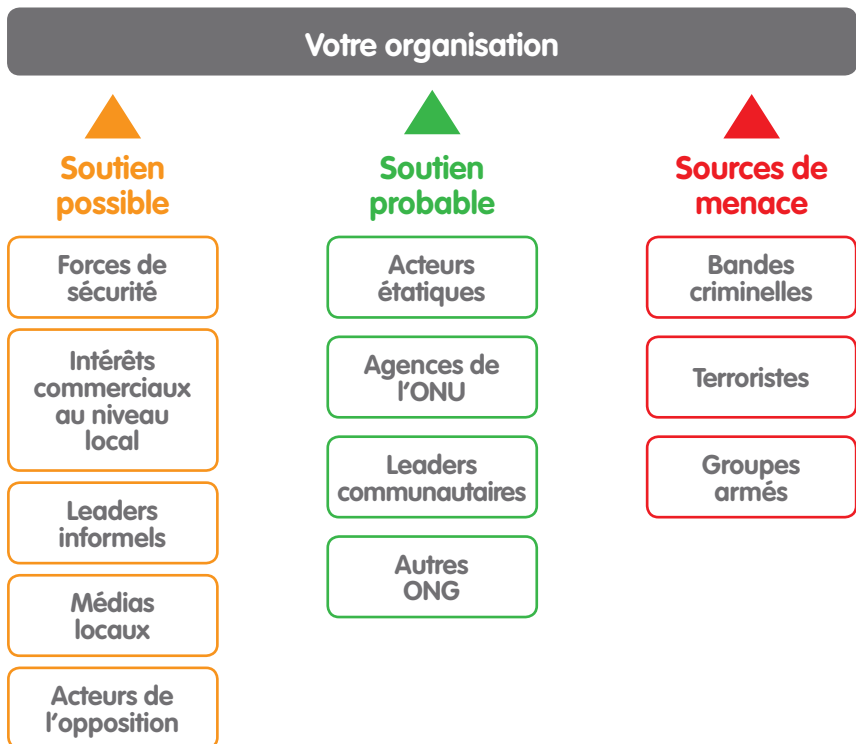 Votre organisation
Soutien
possible
Forces de
sécurité
Intérêts
commerciaux
au niveau
local
Leaders
informels
Médias
locaux
Acteurs de
l'opposition
Soutien
probable
Acteurs
étatiques
Agences de
l'ONU
Leaders
communautaires
Autres
ONG
Sources de
menace
Bandes
criminelles
Terroristes
Groupes
armés